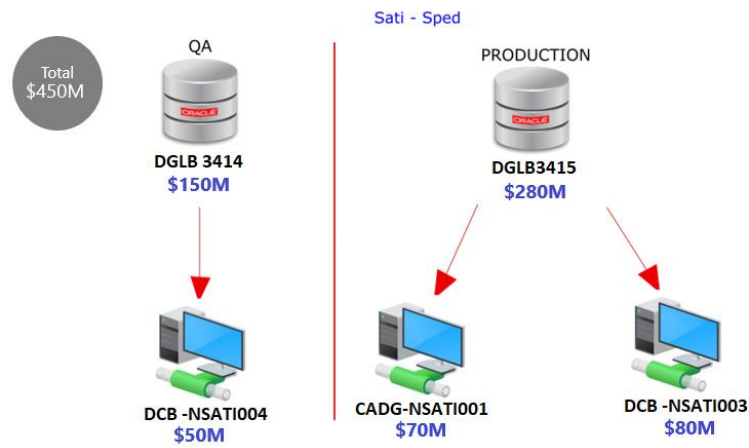 Sati - Sped
Total
$450M
QA
ORACLE
DGLB 3414
$150M
PRODUCTION
ORACLE
DGLB3415
$280M
DCB -NSATI004
$50M
CADG-NSATI001
$70M
DCB -NSATI003
$80M